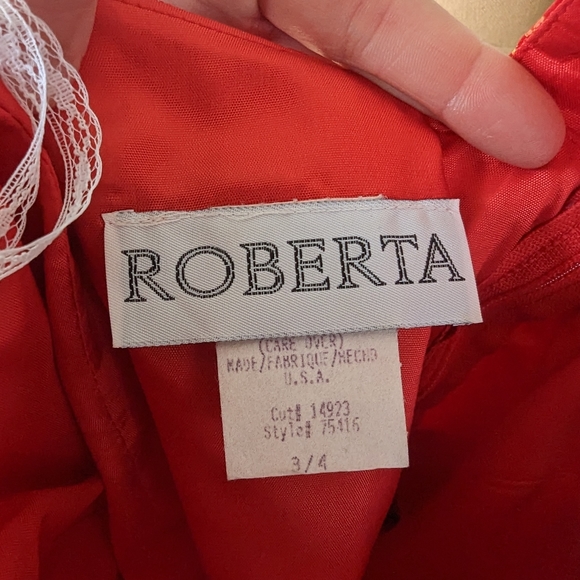 ROBERTA
(CARE OVER)
MADE/FABRIQUE/HECHO
U.S.A.
Cut# 14923
Style# 75416
3/4